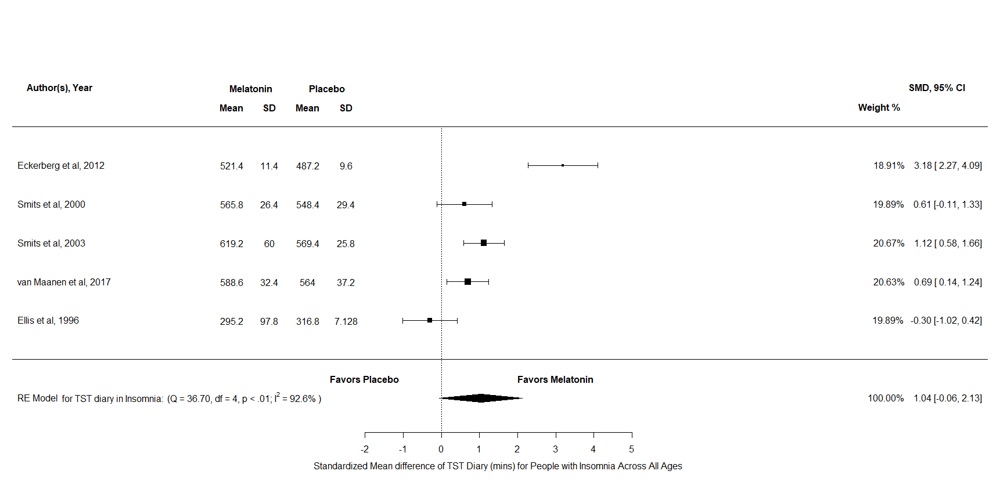 Author(s), Year Melatonin Placebo SMD, 95% CI
Mean SD Mean SD Weight %
Eckerberg et al, 2012 521.4 11.4 487.2 9.6 18.91% 3.18 [ 2.27, 4.09]
Smits et al, 2000 565.8 26.4 548.4 29.4 19.89% 0.61 [-0.11, 1.33]
Smits et al, 2003 619.2 60 569.4 25.8 20.67% 1.12 [ 0.58, 1.66]
van Maanen et al, 2017 588.6 32.4 564 37.2 20.63% 0.69 [ 0.14, 1.24]
Ellis et al, 1996 295.2 97.8 316.8 7.128 19.89% -0.30 [-1.02, 0.42]
Favors Placebo Favors Melatonin
RE Model for TST diary in Insomnia: (Q = 36.70, df = 4, p < .01; I² = 92.6% ) 100.00% 1.04 [-0.06, 2.13]
-2 -1 0 1 2 3 4 5
Standardized Mean difference of TST Diary (mins) for People with Insomnia Across All Ages